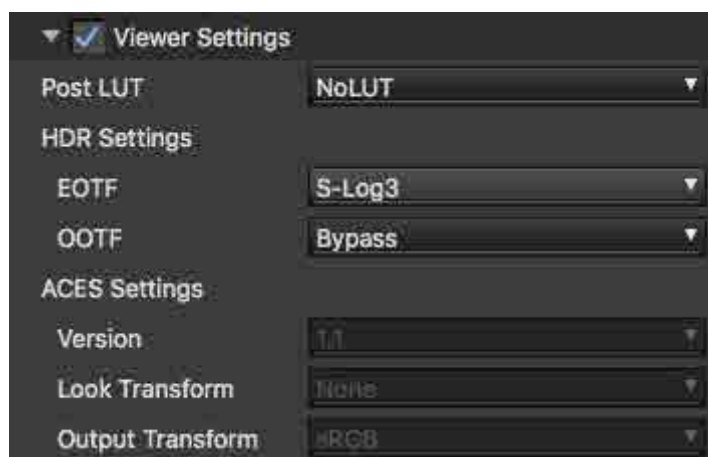 Viewer Settings
Post LUT NoLUT
HDR Settings
EOTF S-Log3
OOTF Bypass
ACES Settings
Version 1.1
Look Transform None
Output Transform sRGB